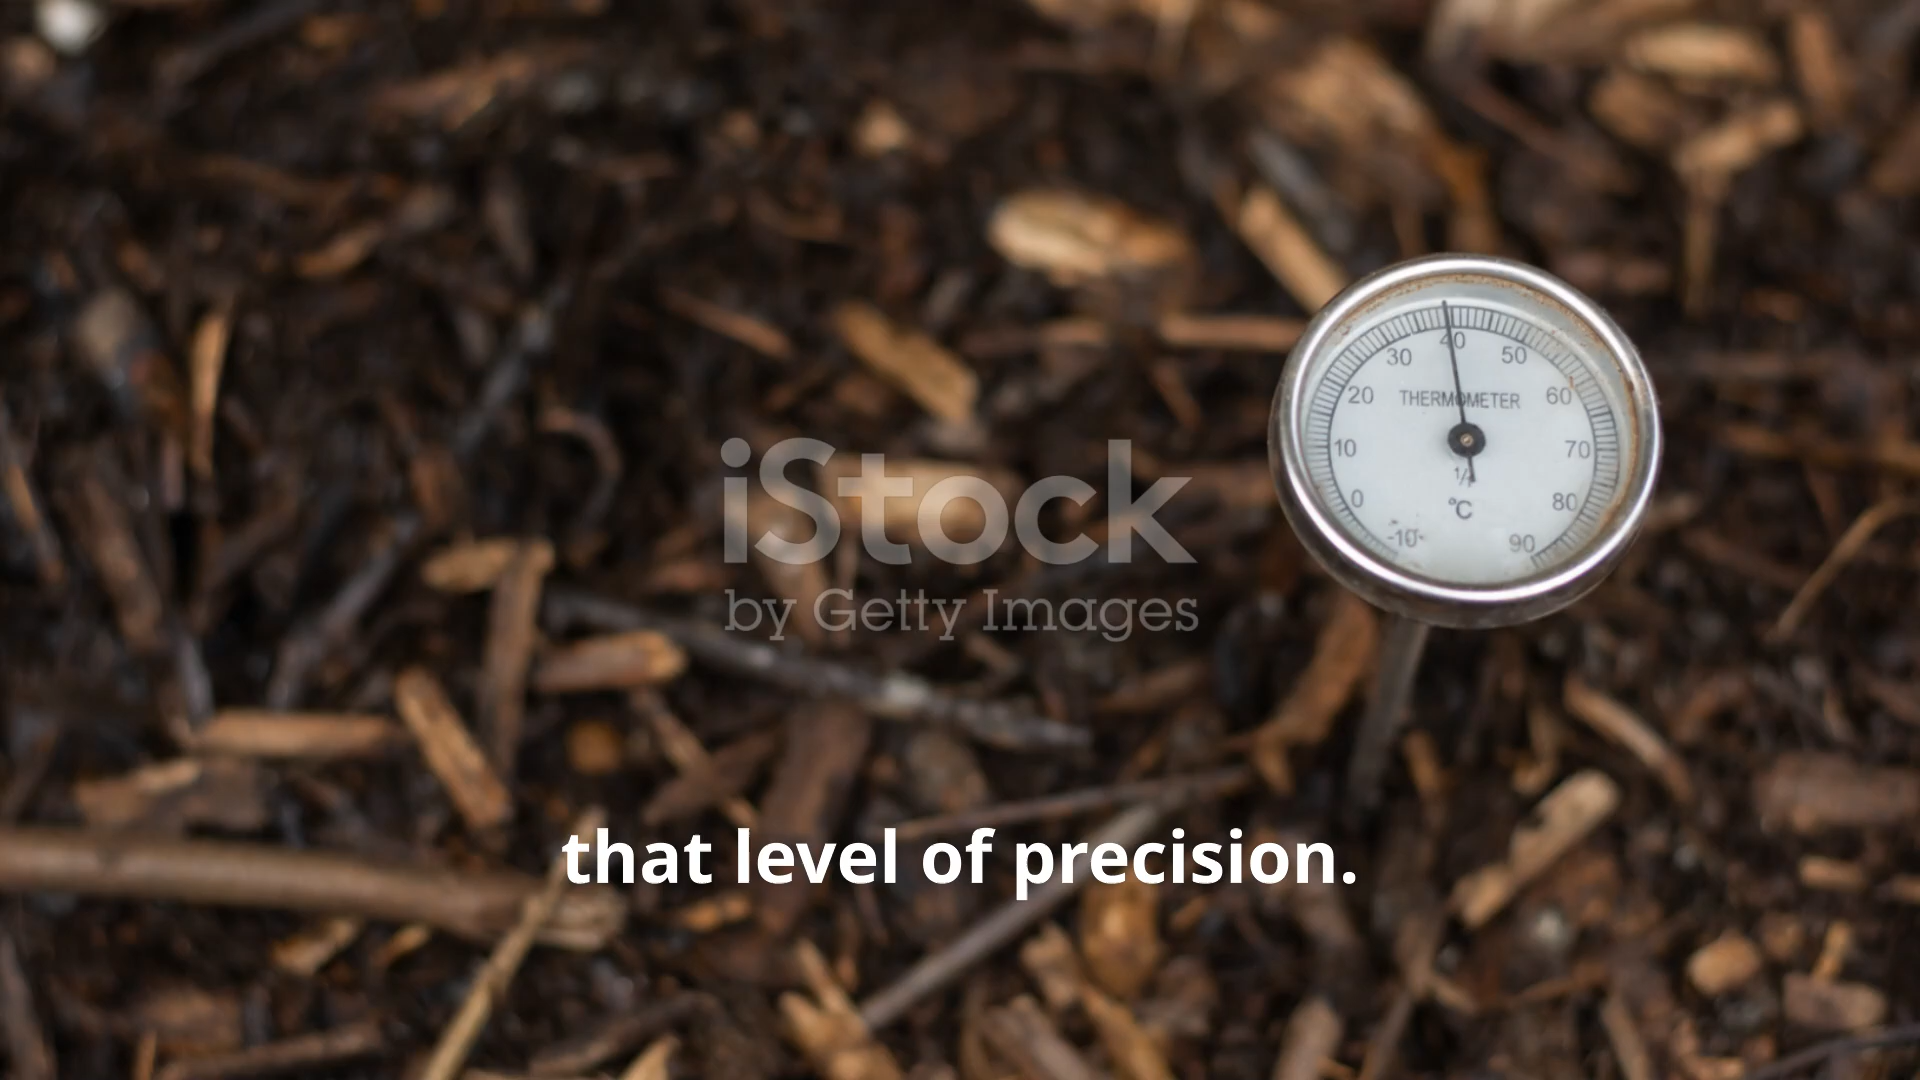 40
30 50
20 THERMOMETER 60
10 70
0 80
°C
-10 90
iStock
by Getty Images
that level of precision.